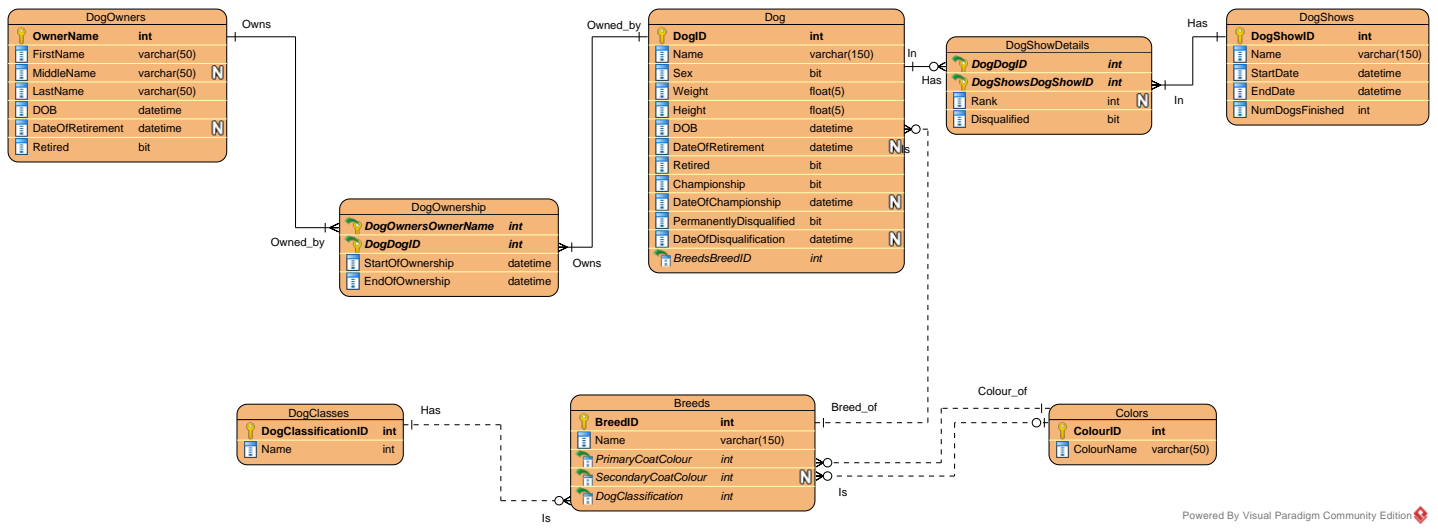 DogOwners
OwnerName int
FirstName varchar(50)
MiddleName varchar(50) N
LastName varchar(50)
DOB datetime
DateOfRetirement datetime N
Retired bit
Owns
Owned_by
DogOwnership
DogOwnersOwnerName int
DogDogID int
StartOfOwnership datetime
EndOfOwnership datetime
Owned_by
Owns
Dog
DogID int
Name varchar(150)
Sex bit
Weight float(5)
Height float(5)
DOB datetime
DateOfRetirement datetime N
Retired bit
Championship bit
DateOfChampionship datetime N
PermanentlyDisqualified bit
DateOfDisqualification datetime N
BreedsBreedID int
In
Has
Is
DogShowDetails
DogDogID int
DogShowsDogShowID int
Rank int N
Disqualified bit
Has
In
DogShows
DogShowID int
Name varchar(150)
StartDate datetime
EndDate datetime
NumDogsFinished int
DogClasses
DogClassificationID int
Name int
Has
Is
Breeds
BreedID int
Name varchar(150)
PrimaryCoatColour int
SecondaryCoatColour int N
DogClassification int
Breed_of
Colour_of
Is
Colors
ColourID int
ColourName varchar(50)
Powered By Visual Paradigm Community Edition